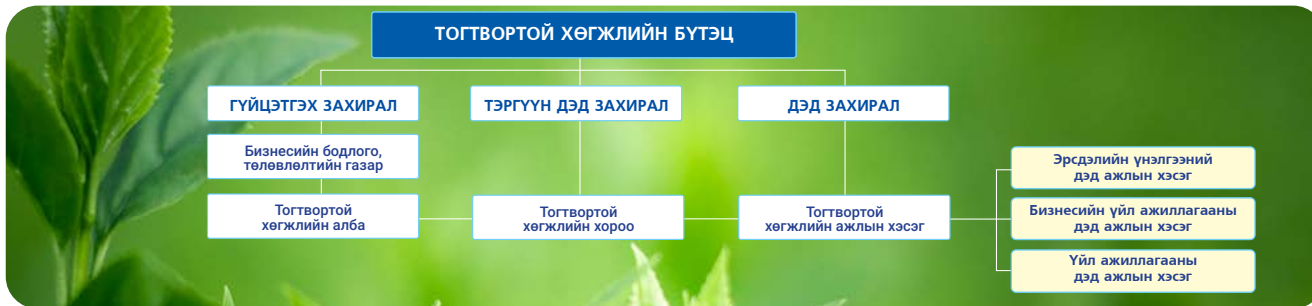 ТОГТВОРТОЙ ХӨГЖЛИЙН БҮТЭЦ
ГҮЙЦЭТГЭХ ЗАХИРАЛ
ТЭРГҮҮН ДЭД ЗАХИРАЛ
ДЭД ЗАХИРАЛ
Бизнесийн бодлого,
төлөвлөлтийн газар
Тогтвортой
хөгжлийн алба
Тогтвортой
хөгжлийн хороо
Тогтвортой
хөгжлийн ажлын хэсэг
Эрсдэлийн үнэлгээний
дэд ажлын хэсэг
Бизнесийн үйл ажиллагааны
дэд ажлын хэсэг
Үйл ажиллагааны
дэд ажлын хэсэг